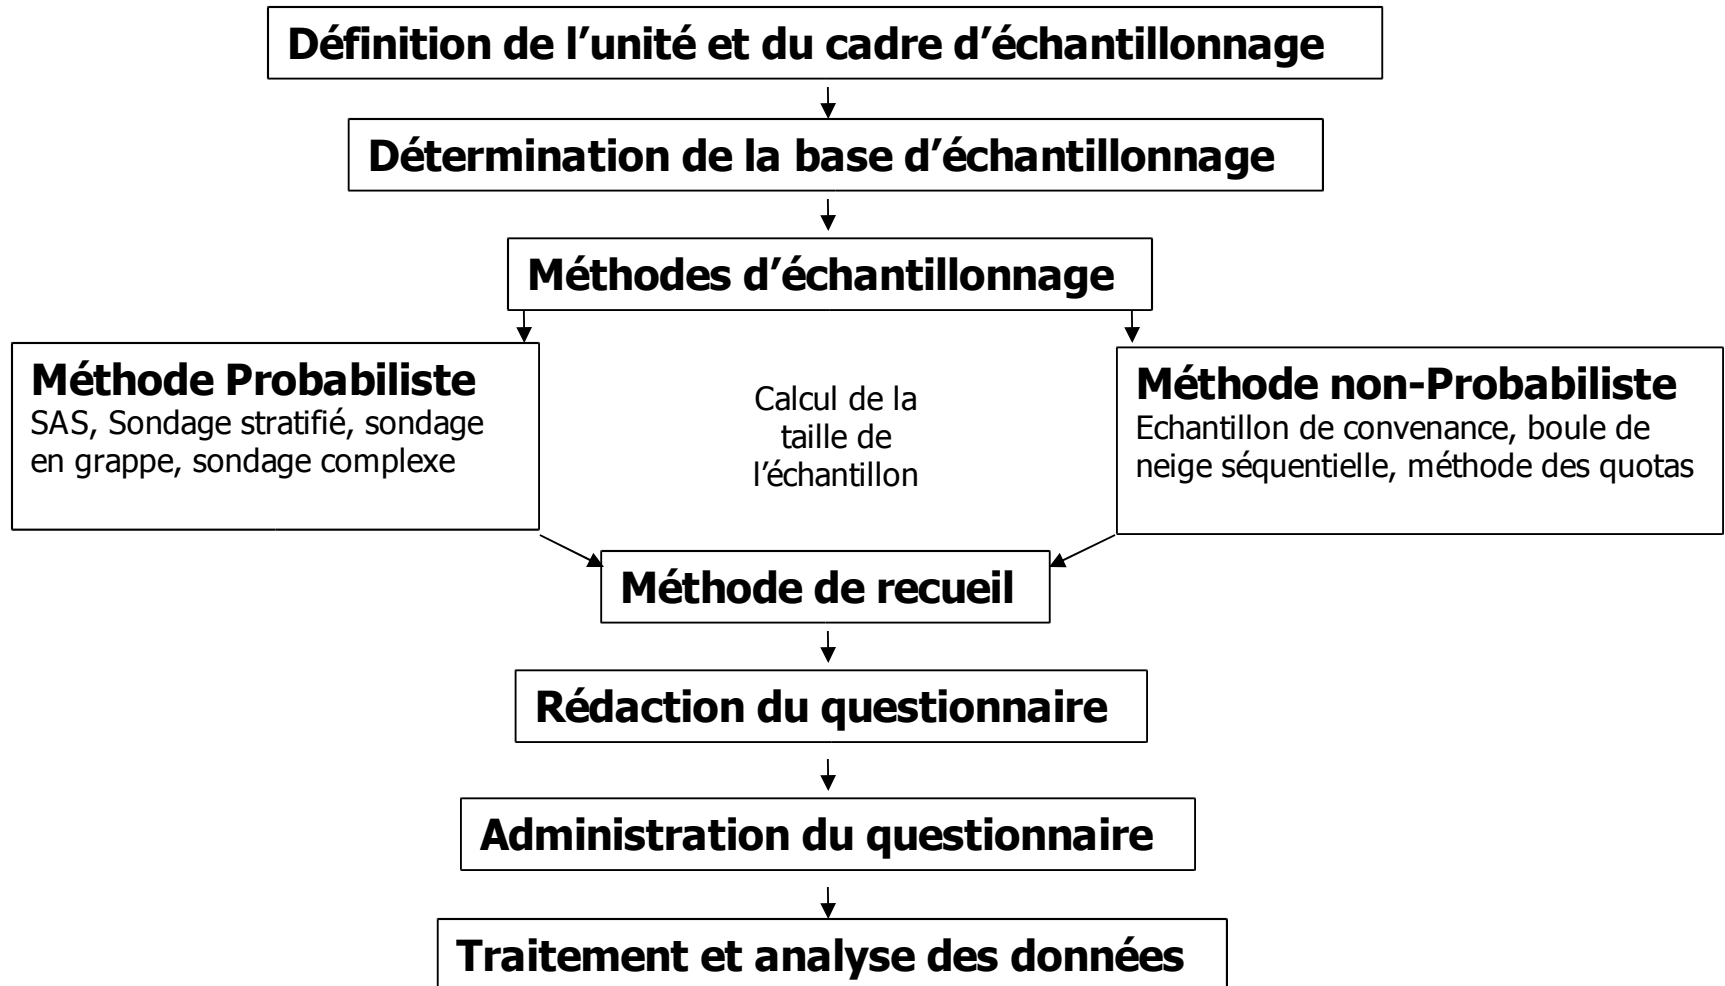 Définition de l’unité et du cadre d’échantillonnage
Détermination de la base d’échantillonnage
Méthodes d’échantillonnage
Méthode Probabiliste
SAS, Sondage stratifié, sondage
en grappe, sondage complexe
Calcul de la
taille de
l’échantillon
Méthode non-Probabiliste
Echantillon de convenance, boule de
neige séquentielle, méthode des quotas
Méthode de recueil
Rédaction du questionnaire
Administration du questionnaire
Traitement et analyse des données